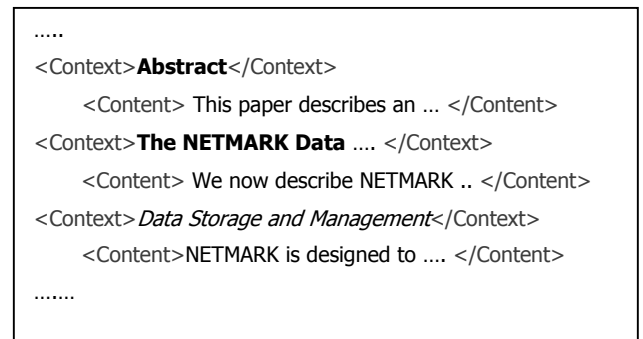 …..
<Context>Abstract</Context>
<Content> This paper describes an … </Content>
<Context>The NETMARK Data …. </Context>
<Content> We now describe NETMARK .. </Content>
<Context>Data Storage and Management</Context>
<Content>NETMARK is designed to …. </Content>
…….